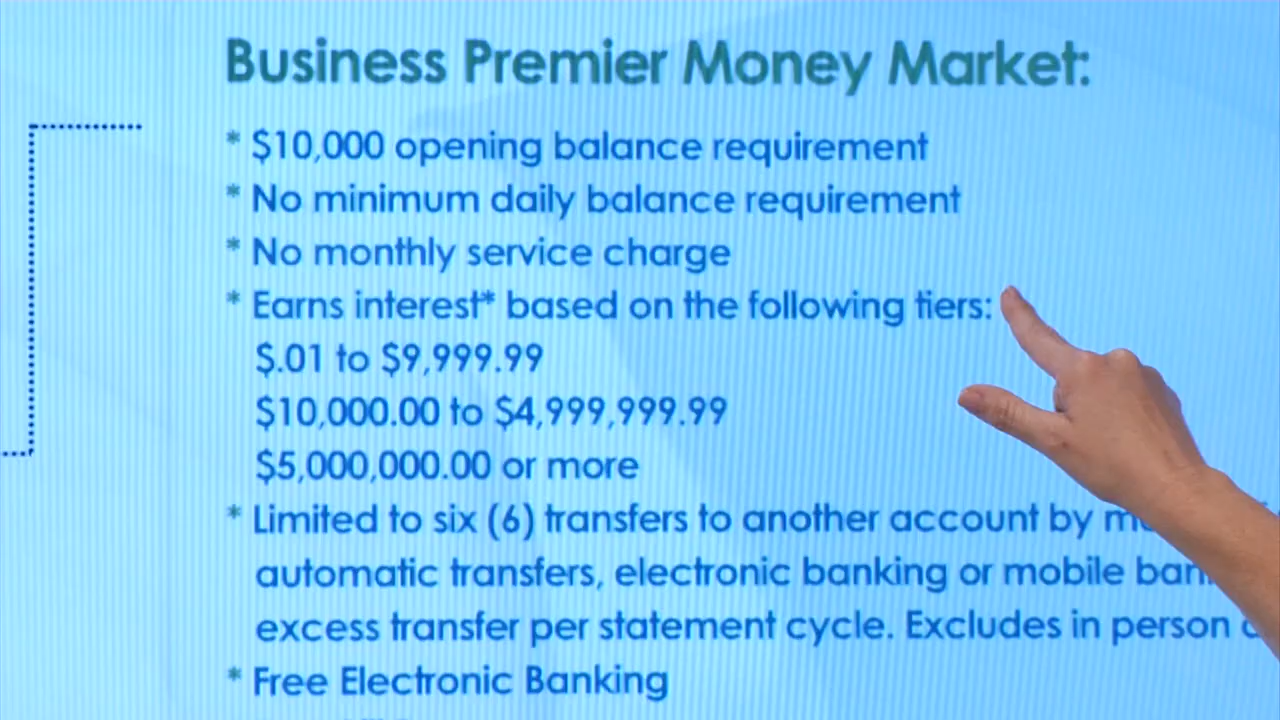 Business Premier Money Market:
* $10,000 opening balance requirement
* No minimum daily balance requirement
* No monthly service charge
* Earns interest* based on the following tiers:
$.01 to $9,999.99
$10,000.00 to $4,999,999.99
$5,000,000.00 or more
* Limited to six (6) transfers to another account by
automatic transfers, electronic banking or mobile
excess transfer per statement cycle. Excludes in person
* Free Electronic Banking